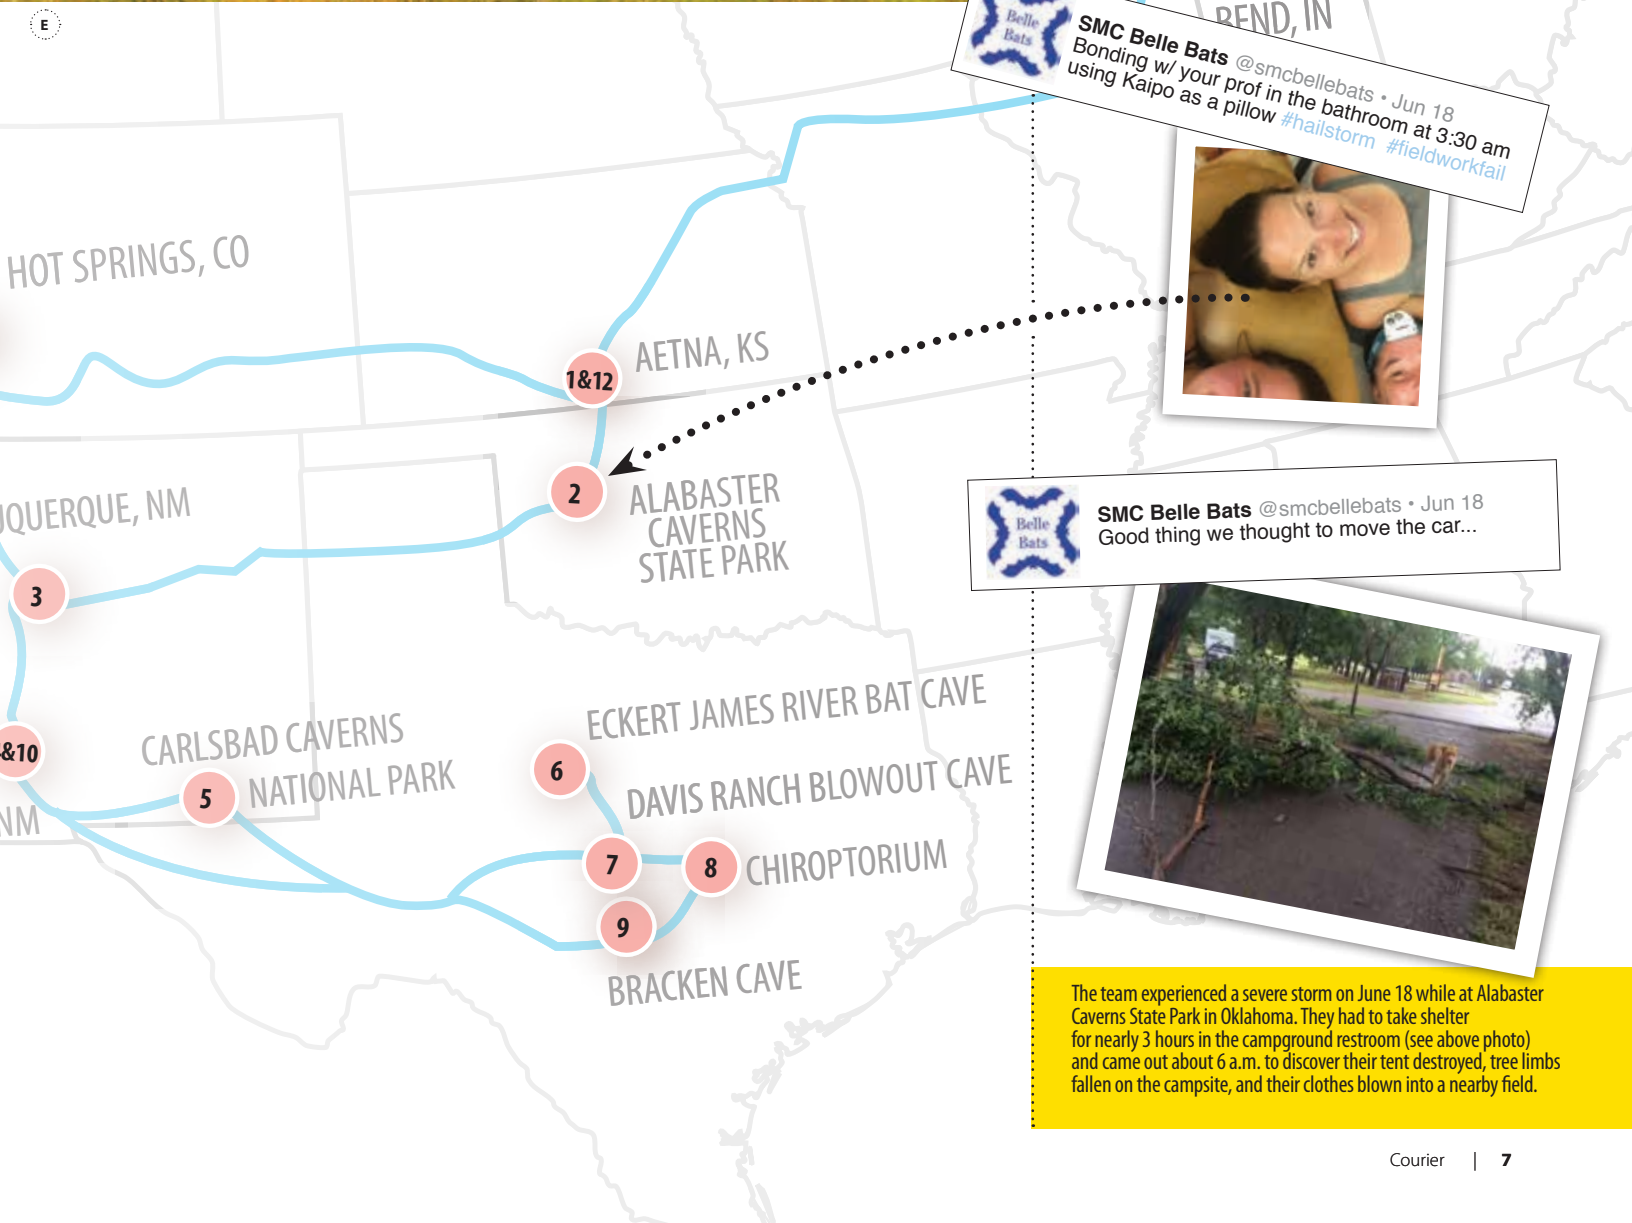 E
BEND, IN
Belle
Bats
SMC Belle Bats @smcbellebats • Jun 18
Bonding w/ your prof in the bathroom at 3:30 am
using Kaipo as a pillow #hailstorm #fieldworkfail
HOT SPRINGS, CO
AETNA, KS
1&12
2
ALABASTER
CAVERNS
STATE PARK
UQUERQUE, NM
3
Belle
Bats
SMC Belle Bats @smcbellebats • Jun 18
Good thing we thought to move the car...
&10
NM
CARLSBAD CAVERNS
NATIONAL PARK
5
ECKERT JAMES RIVER BAT CAVE
6
DAVIS RANCH BLOWOUT CAVE
7
8
CHIROPTORIUM
9
BRACKEN CAVE
The team experienced a severe storm on June 18 while at Alabaster
Caverns State Park in Oklahoma. They had to take shelter
for nearly 3 hours in the campground restroom (see above photo)
and came out about 6 a.m. to discover their tent destroyed, tree limbs
fallen on the campsite, and their clothes blown into a nearby field.
Courier | 7